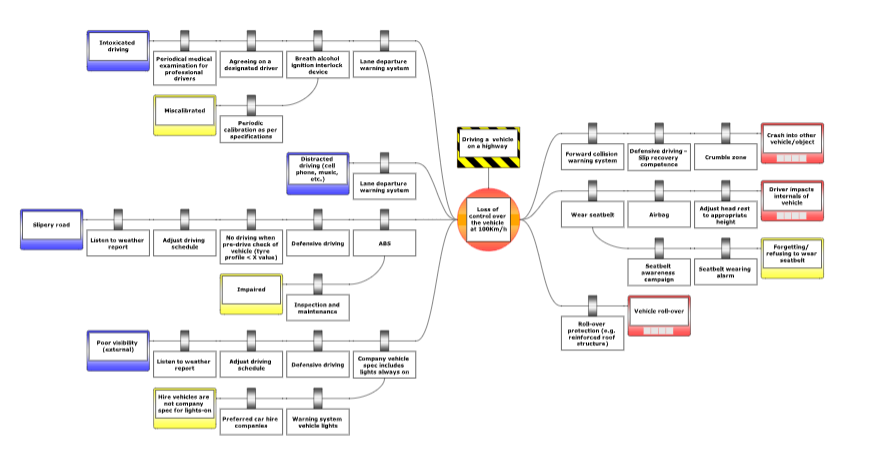 Intoxicated
driving
Periodical medical
examination for
professional
drivers
Agreeing on a
designated driver
Breath alcohol
ignition interlock
device
Lane departure
warning system
Miscalibrated
Periodic
calibration as per
specifications
Distracted
driving (cell
phone, music,
etc.)
Lane departure
warning system
Slipery road
Listen to weather
report
Adjust driving
schedule
No driving when
pre-drive check of
vehicle (tyre
profile < X value)
Defensive driving
ABS
Impaired
Inspection and
maintenance
Poor visibility
(external)
Listen to weather
report
Adjust driving
schedule
Defensive driving
Company vehicle
spec includes
lights always on
Hire vehicles are
not company
spec for lights-on
Preferred car hire
companies
Warning system
vehicle lights
Driving a vehicle
on a highway
Loss of
control over
the vehicle
at 100Km/h
Forward collision
warning system
Defensive driving -
Slip recovery
competence
Crumble zone
Crash into other
vehicle/object
Wear seatbelt
Airbag
Adjust head rest
to appropriate
height
Driver impacts
internals of
vehicle
Seatbelt
awareness
campaign
Seatbelt wearing
alarm
Forgetting/
refusing to wear
seatbelt
Roll-over
protection (e.g.
reinforced roof
structure)
Vehicle roll-over